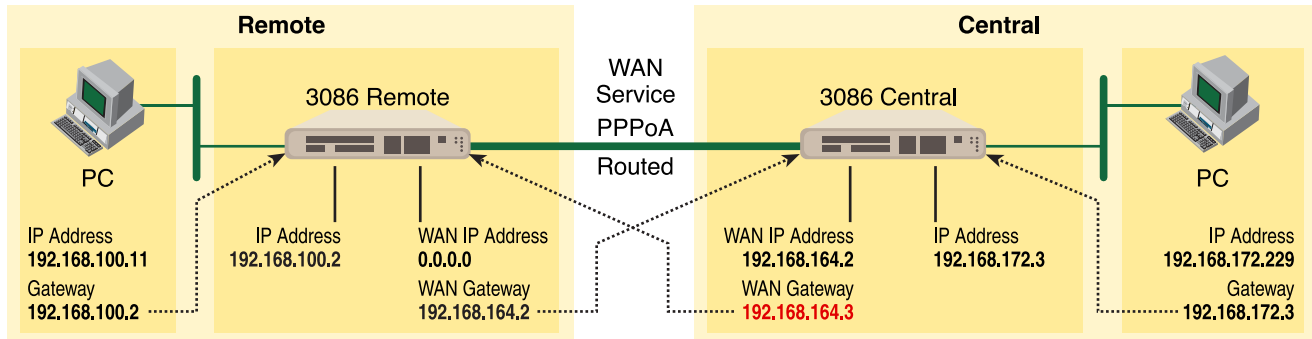 Remote
Central
WAN
Service
PPPoA
Routed
3086 Remote
3086 Central
PC
PC
IP Address
192.168.100.11
Gateway
192.168.100.2
IP Address
192.168.100.2
WAN IP Address
0.0.0.0
WAN Gateway
192.168.164.2
WAN IP Address
192.168.164.2
WAN Gateway
192.168.164.3
IP Address
192.168.172.3
IP Address
192.168.172.229
Gateway
192.168.172.3